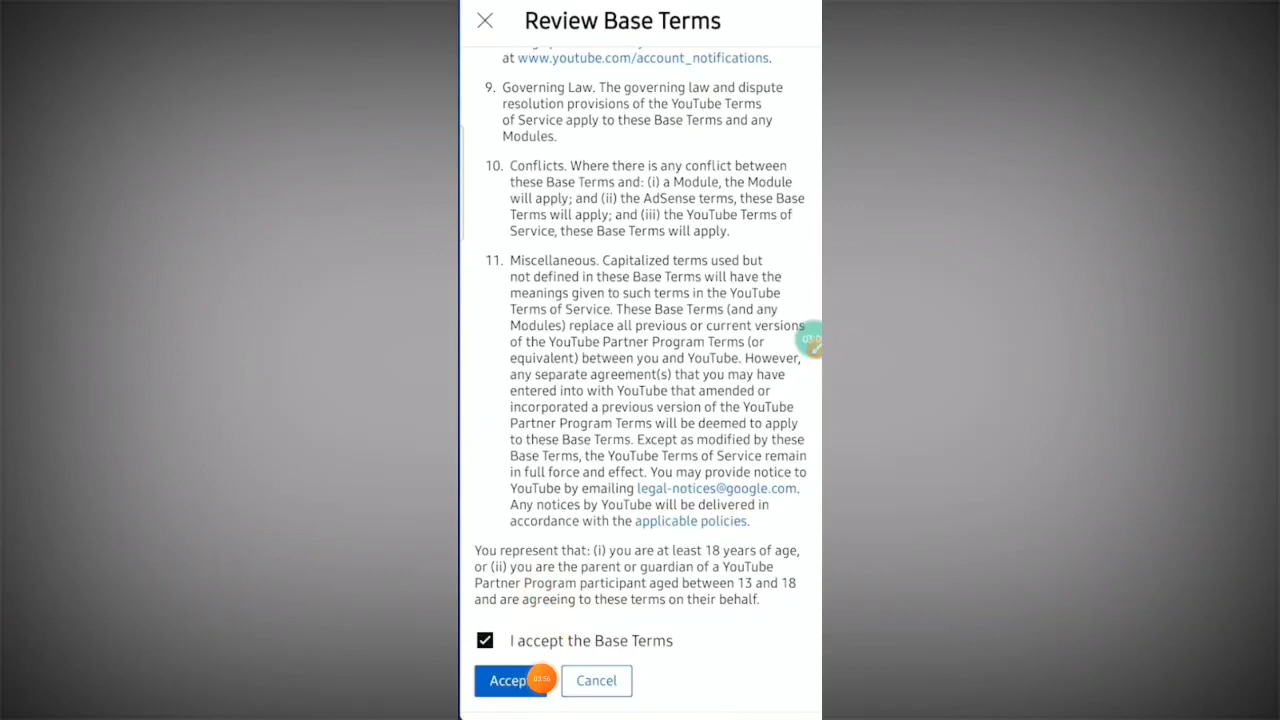 Review Base Terms
at www.youtube.com/account_notifications.
9. Governing Law. The governing law and dispute
resolution provisions of the YouTube Terms
of Service apply to these Base Terms and any
Modules.
10. Conflicts. Where there is any conflict between
these Base Terms and: (i) a Module, the Module
will apply; and (ii) the AdSense terms, these Base
Terms will apply; and (iii) the YouTube Terms of
Service, these Base Terms will apply.
11. Miscellaneous. Capitalized terms used but
not defined in these Base Terms will have the
meanings given to such terms in the YouTube
Terms of Service. These Base Terms (and any
Modules) replace all previous or current versions
of the YouTube Partner Program Terms (or
equivalent) between you and YouTube. However,
any separate agreement(s) that you may have
entered into with YouTube that amended or
incorporated a previous version of the YouTube
Partner Program Terms will be deemed to apply
to these Base Terms. Except as modified by these
Base Terms, the YouTube Terms of Service remain
in full force and effect. You may provide notice to
YouTube by emailing legal-notices@google.com.
Any notices by YouTube will be delivered in
accordance with the applicable policies.
You represent that: (i) you are at least 18 years of age,
or (ii) you are the parent or guardian of a YouTube
Partner Program participant aged between 13 and 18
and are agreeing to these terms on their behalf.
I accept the Base Terms
Accep 03:56 Cancel